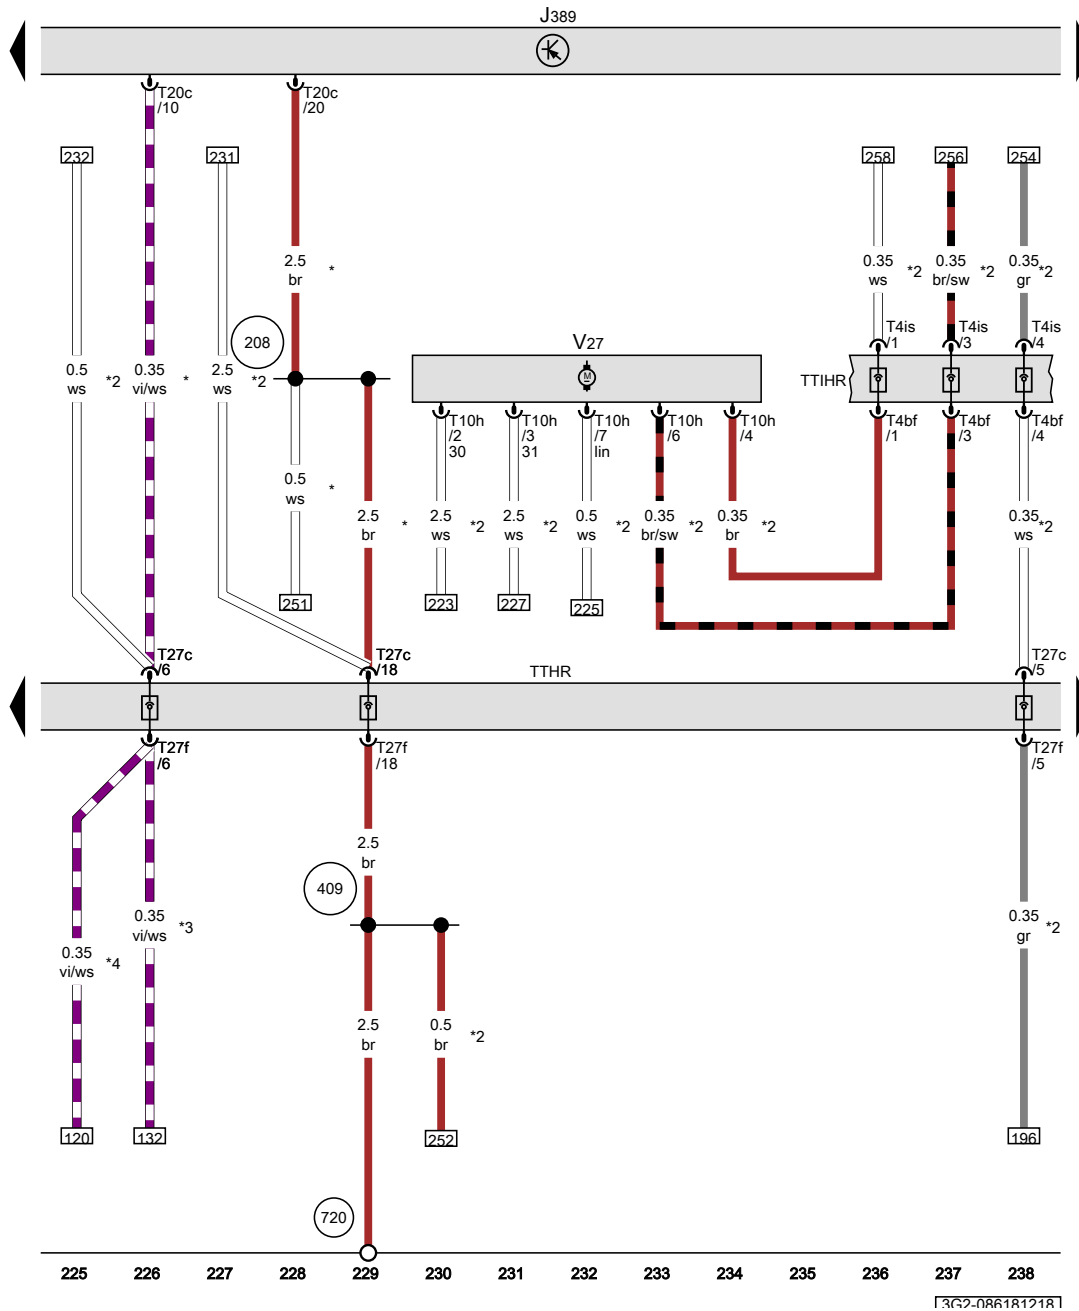 J389
T20c
/10
T20c
/20
232
231
258
256
254
2.5
br
*
0.35
ws
*2
0.35
br/sw
*2
0.35
gr
*2
208
V27
M
T4is
/1
T4is
/3
T4is
/4
TTIHR
0.5
ws
*2
0.35
vi/ws
*
2.5
ws
*2
T10h
/2
30
T10h
/3
31
T10h
/7
lin
T10h
/6
T10h
/4
T4bf
/1
T4bf
/3
T4bf
/4
0.5
ws
*
2.5
br
*
2.5
ws
*2
2.5
ws
*2
0.5
ws
*2
0.35
br/sw
*2
0.35
br
*2
0.35
ws
*2
251
223
227
225
T27c
/6
T27c
/18
TTHR
T27c
/5
T27f
/6
T27f
/18
T27f
/5
2.5
br
409
0.35
vi/ws
*4
0.35
vi/ws
*3
0.35
gr
*2
2.5
br
0.5
br
*2
120
132
252
196
720
225 226 227 228 229 230 231 232 233 234 235 236 237 238
3G2-086181218